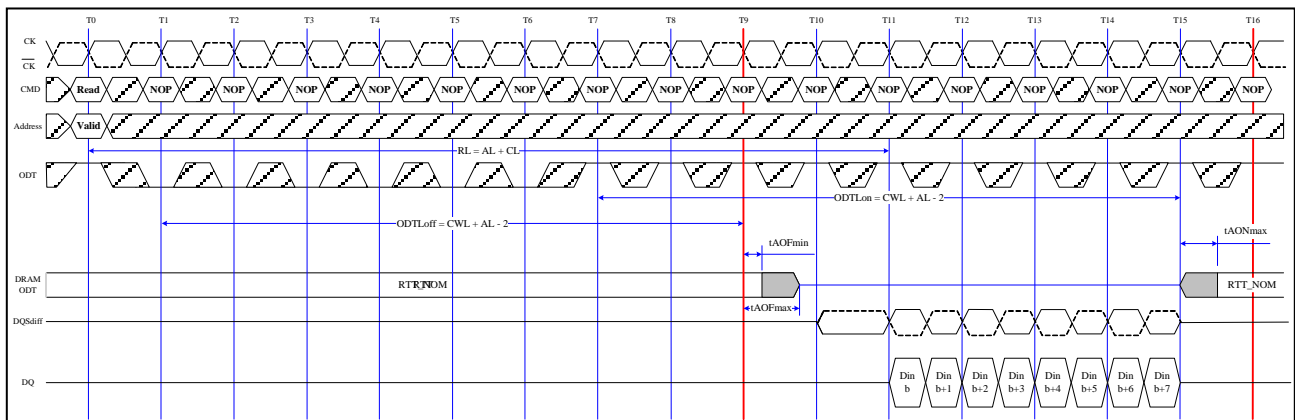 T0 T1 T2 T3 T4 T5 T6 T7 T8 T9 T10 T11 T12 T13 T14 T15 T16
CK
CK
CMD Read NOP NOP NOP NOP NOP NOP NOP NOP NOP NOP NOP NOP NOP NOP NOP NOP
Address Valid
RL = AL + CL
ODT
ODTLon = CWL + AL - 2
ODTLoff = CWL + AL - 2
tAOFmin tAONmax
DRAM
ODT
RTT_NOM RTT_NOM
tAOFmax
DQSdiff
DQ
Din Din Din Din Din Din Din Din
b b+1 b+2 b+3 b+4 b+5 b+6 b+7